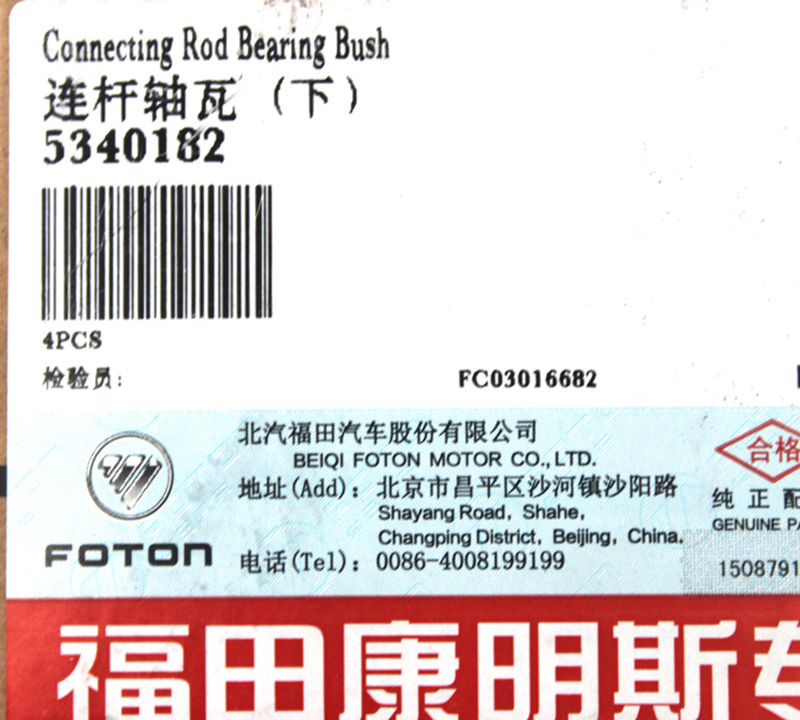 Connecting Rod Bearing Bush
连杆轴瓦（下）
5340182
4PCS
检验员:
FC03016682
北汽福田汽车股份有限公司
BEIQI FOTON MOTOR CO., LTD.
地址(Add)：北京市昌平区沙河镇沙阳路
Shayang Road, Shahe,
Changping District, Beijing, China.
电话(Tel)：0086-4008199199
FOTON
合格
纯正配
GENUINE PA
1508791
福田康明斯专